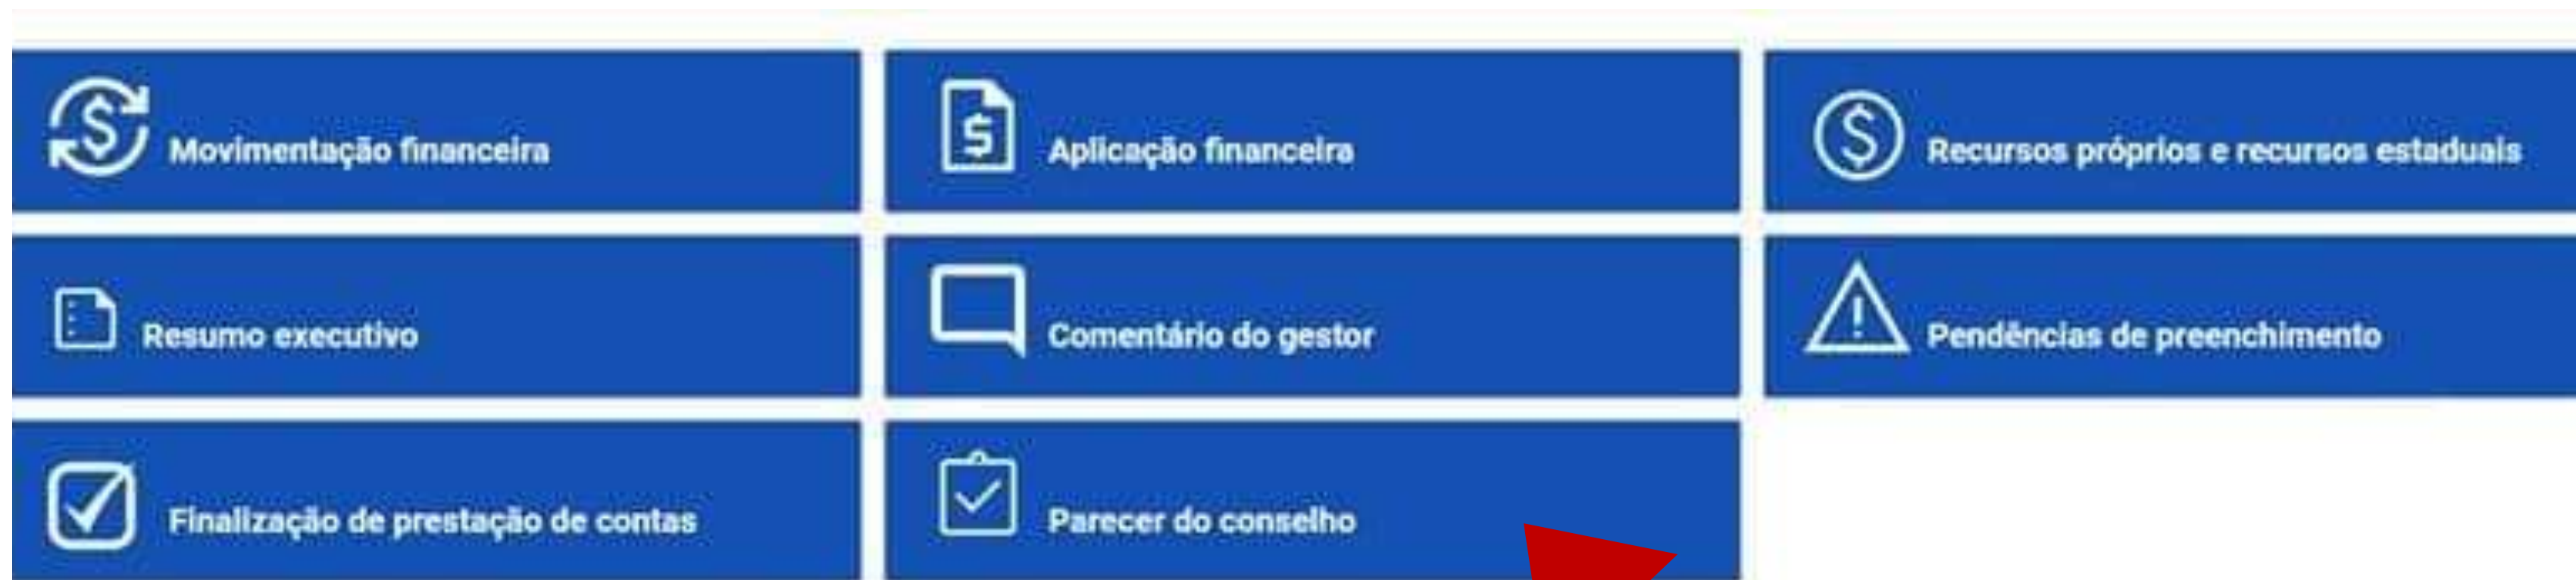 Movimentação financeira
Aplicação financeira
Recursos próprios e recursos estaduais
Resumo executivo
Comentário do gestor
Pendências de preenchimento
Finalização de prestação de contas
Parecer do conselho